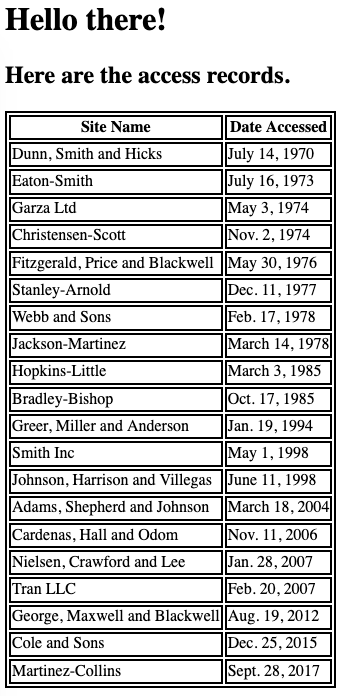 Hello there!
Here are the access records.
Site Name Date Accessed
Dunn, Smith and Hicks July 14, 1970
Eaton-Smith July 16, 1973
Garza Ltd May 3, 1974
Christensen-Scott Nov. 2, 1974
Fitzgerald, Price and Blackwell May 30, 1976
Stanley-Arnold Dec. 11, 1977
Webb and Sons Feb. 17, 1978
Jackson-Martinez March 14, 1978
Hopkins-Little March 3, 1985
Bradley-Bishop Oct. 17, 1985
Greer, Miller and Anderson Jan. 19, 1994
Smith Inc May 1, 1998
Johnson, Harrison and Villegas June 11, 1998
Adams, Shepherd and Johnson March 18, 2004
Cardenas, Hall and Odom Nov. 11, 2006
Nielsen, Crawford and Lee Jan. 28, 2007
Tran LLC Feb. 20, 2007
George, Maxwell and Blackwell Aug. 19, 2012
Cole and Sons Dec. 25, 2015
Martinez-Collins Sept. 28, 2017